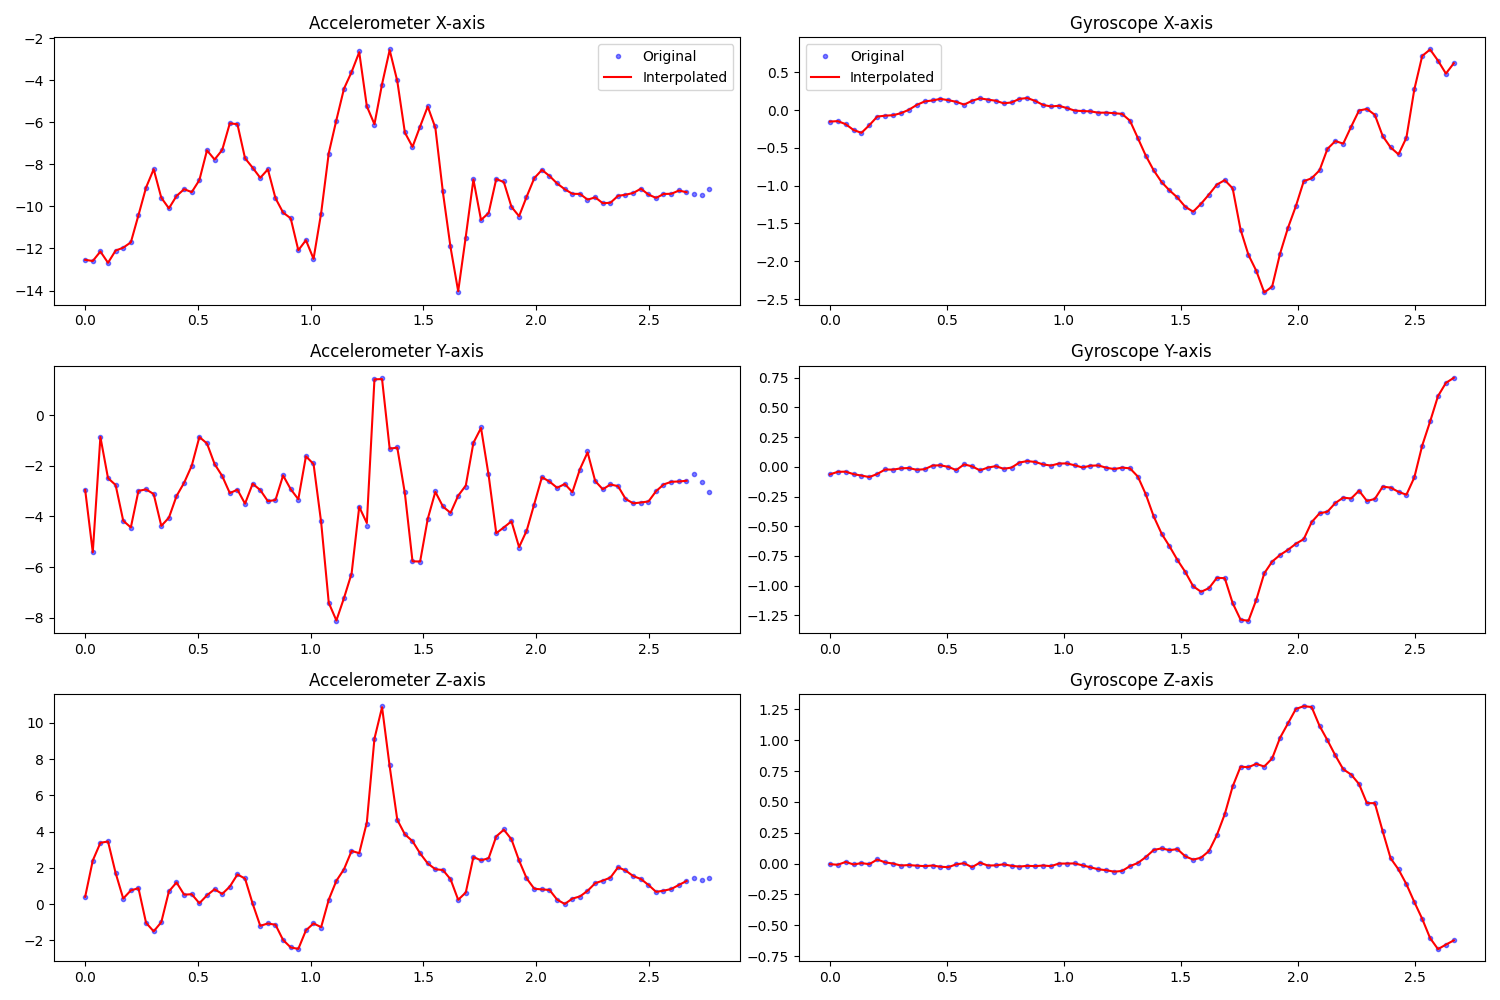 Accelerometer X-axis
−2
−4
−6
−8
−10
−12
−14
0.0 0.5 1.0 1.5 2.0 2.5
Original
Interpolated
Gyroscope X-axis
0.5
0.0
−0.5
−1.0
−1.5
−2.0
−2.5
0.0 0.5 1.0 1.5 2.0 2.5
Original
Interpolated
Accelerometer Y-axis
0
−2
−4
−6
−8
0.0 0.5 1.0 1.5 2.0 2.5
Gyroscope Y-axis
0.75
0.50
0.25
0.00
−0.25
−0.50
−0.75
−1.00
−1.25
0.0 0.5 1.0 1.5 2.0 2.5
Accelerometer Z-axis
10
8
6
4
2
0
−2
0.0 0.5 1.0 1.5 2.0 2.5
Gyroscope Z-axis
1.25
1.00
0.75
0.50
0.25
0.00
−0.25
−0.50
−0.75
0.0 0.5 1.0 1.5 2.0 2.5